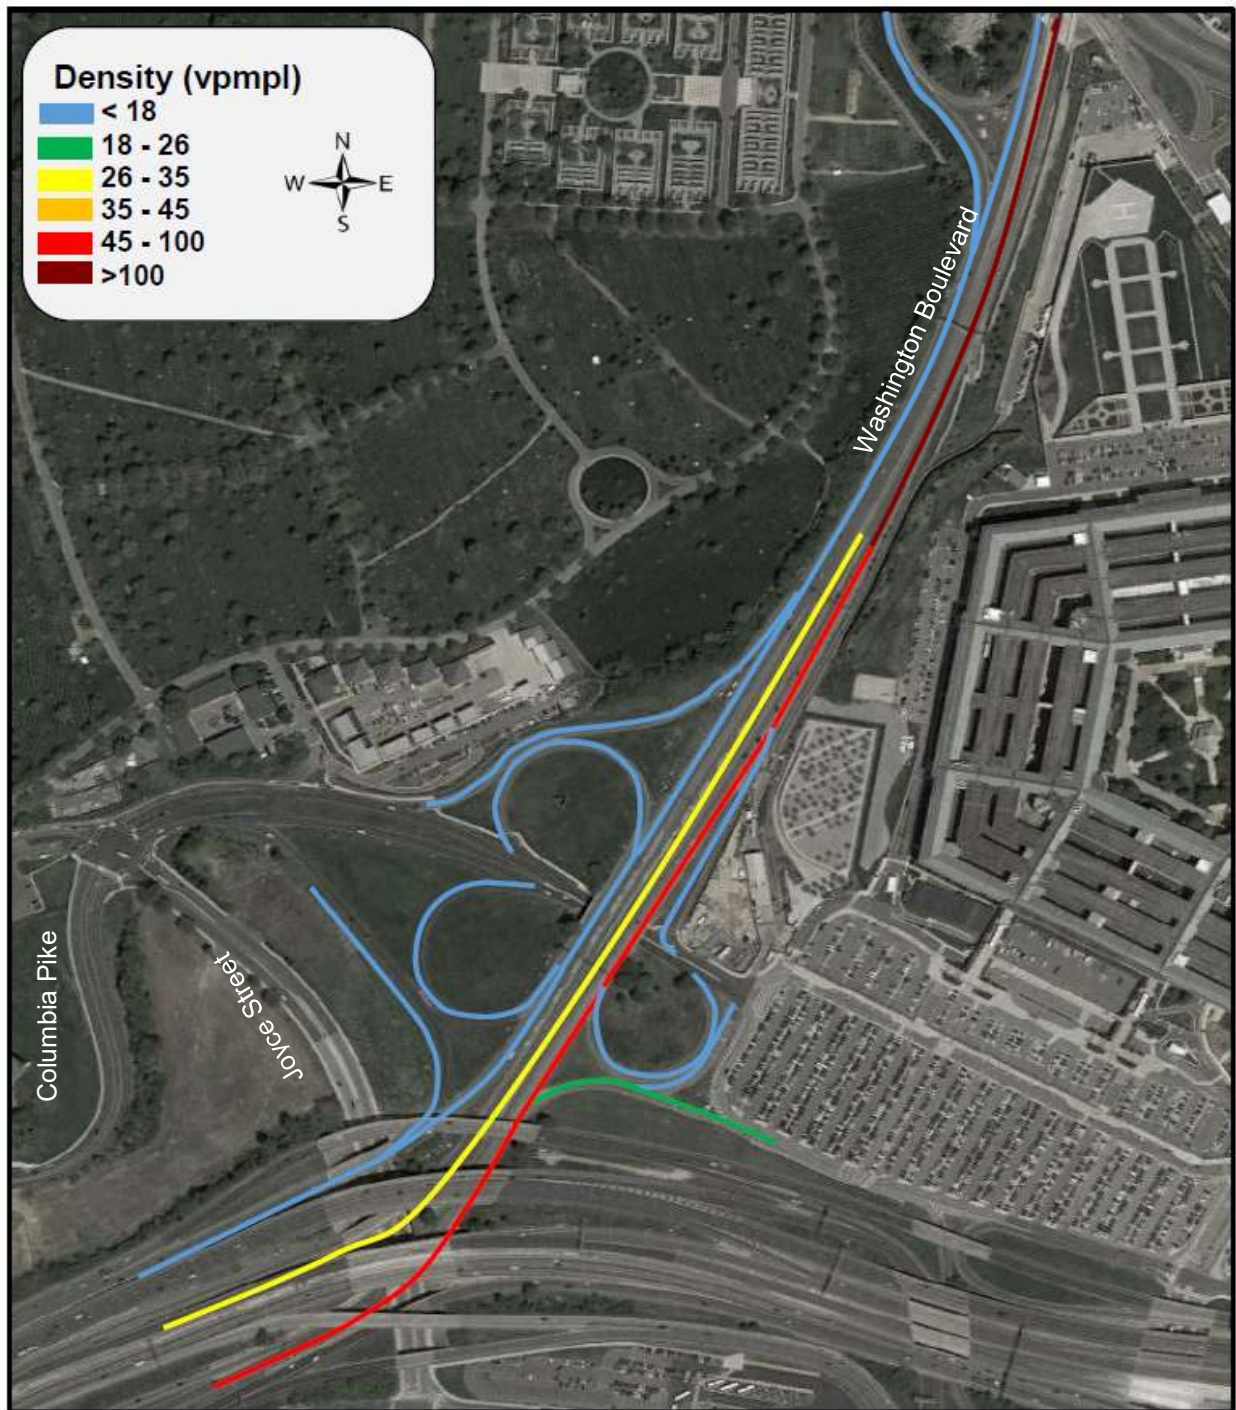 Density (vpmpl)
< 18
18 - 26
26 - 35
35 - 45
45 - 100
>100
N
W E
S
Washington Boulevard
Joyce Street
Columbia Pike